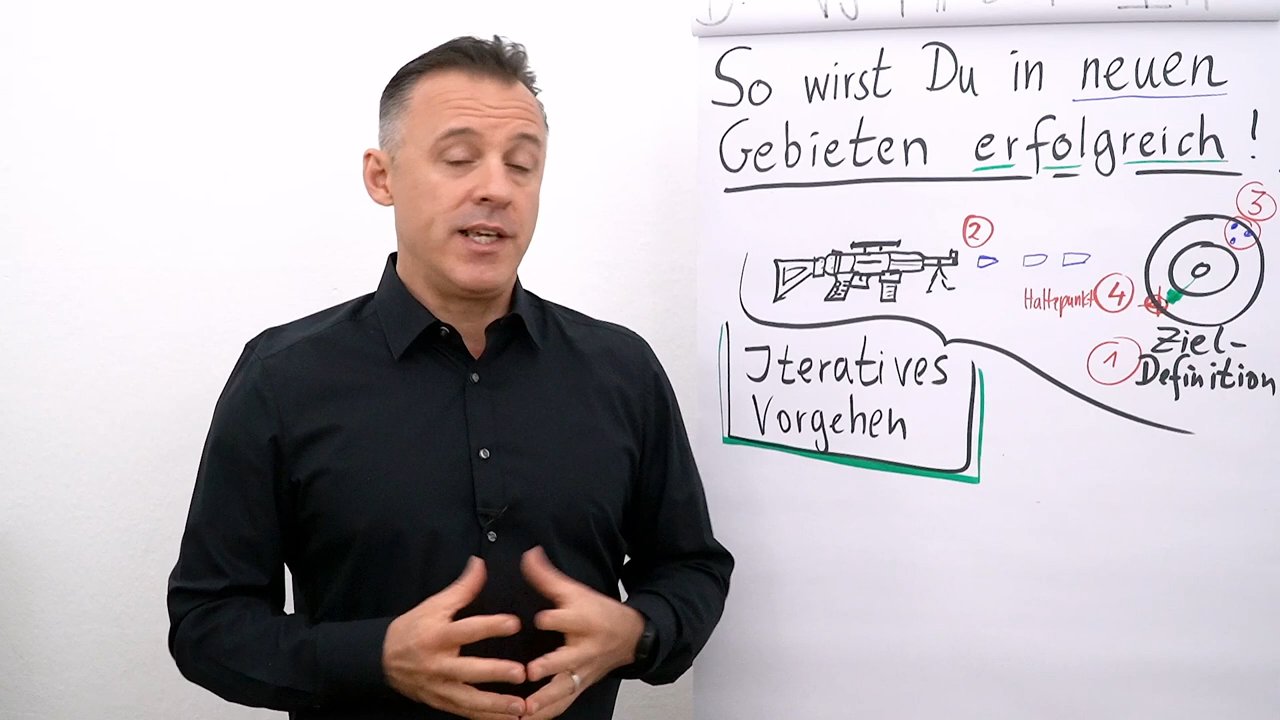 So wirst Du in neuen
Gebieten erfolgreich!
3
2
Haltepunkt 4
1 Ziel-
Definition
Iteratives
Vorgehen